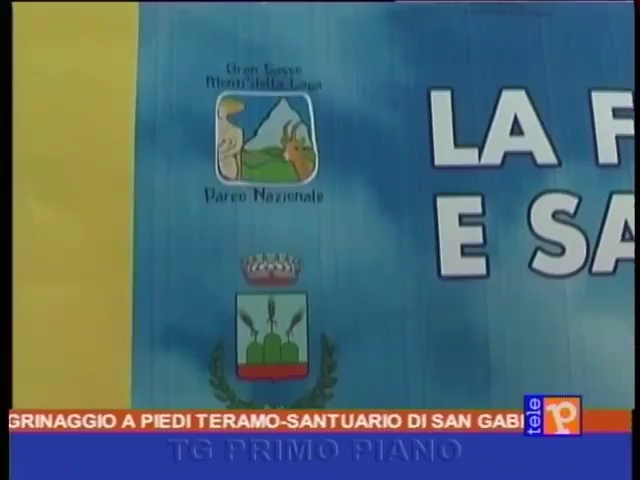 Gran Sasso
Monti della Laga
Parco Nazionale
LA F
E SA
GRINAGGIO A PIEDI TERAMO-SANTUARIO DI SAN GABI
tele p
TG PRIMO PIANO